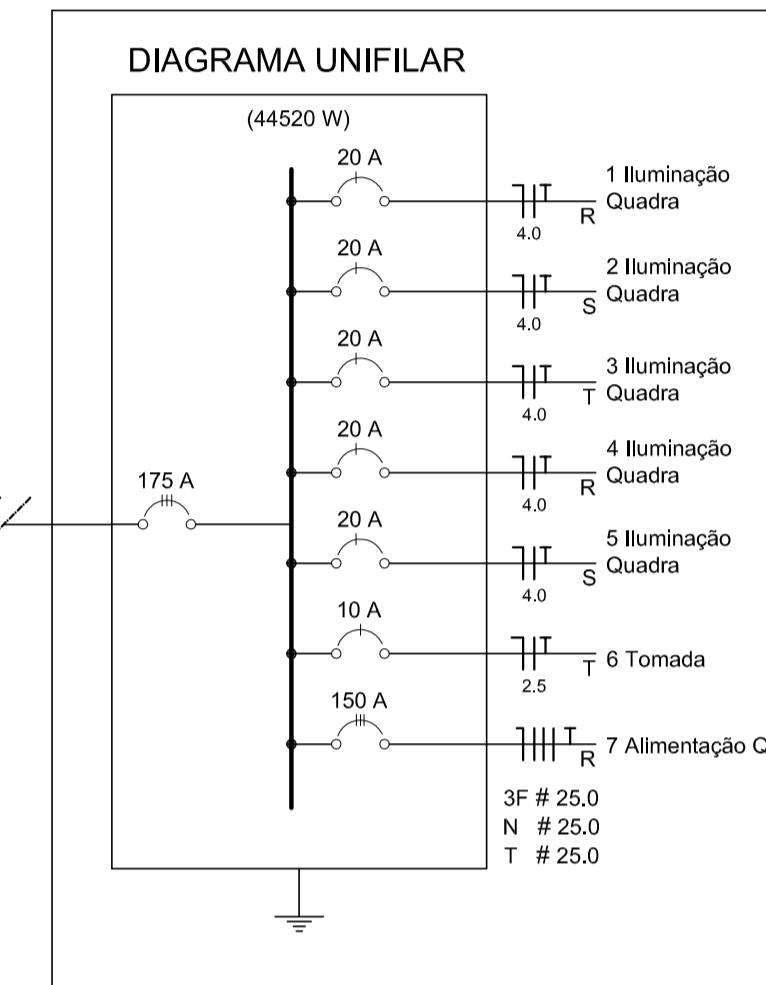 DIAGRAMA UNIFILAR
(44520 W)
20 A
1 Iluminação
Quadra
R
4.0
20 A
2 Iluminação
Quadra
S
4.0
20 A
3 Iluminação
Quadra
T
4.0
20 A
4 Iluminação
Quadra
R
4.0
175 A
20 A
5 Iluminação
Quadra
S
4.0
10 A
6 Tomada
T
2.5
150 A
7 Alimentação Q
R
3F # 25.0
N # 25.0
T # 25.0